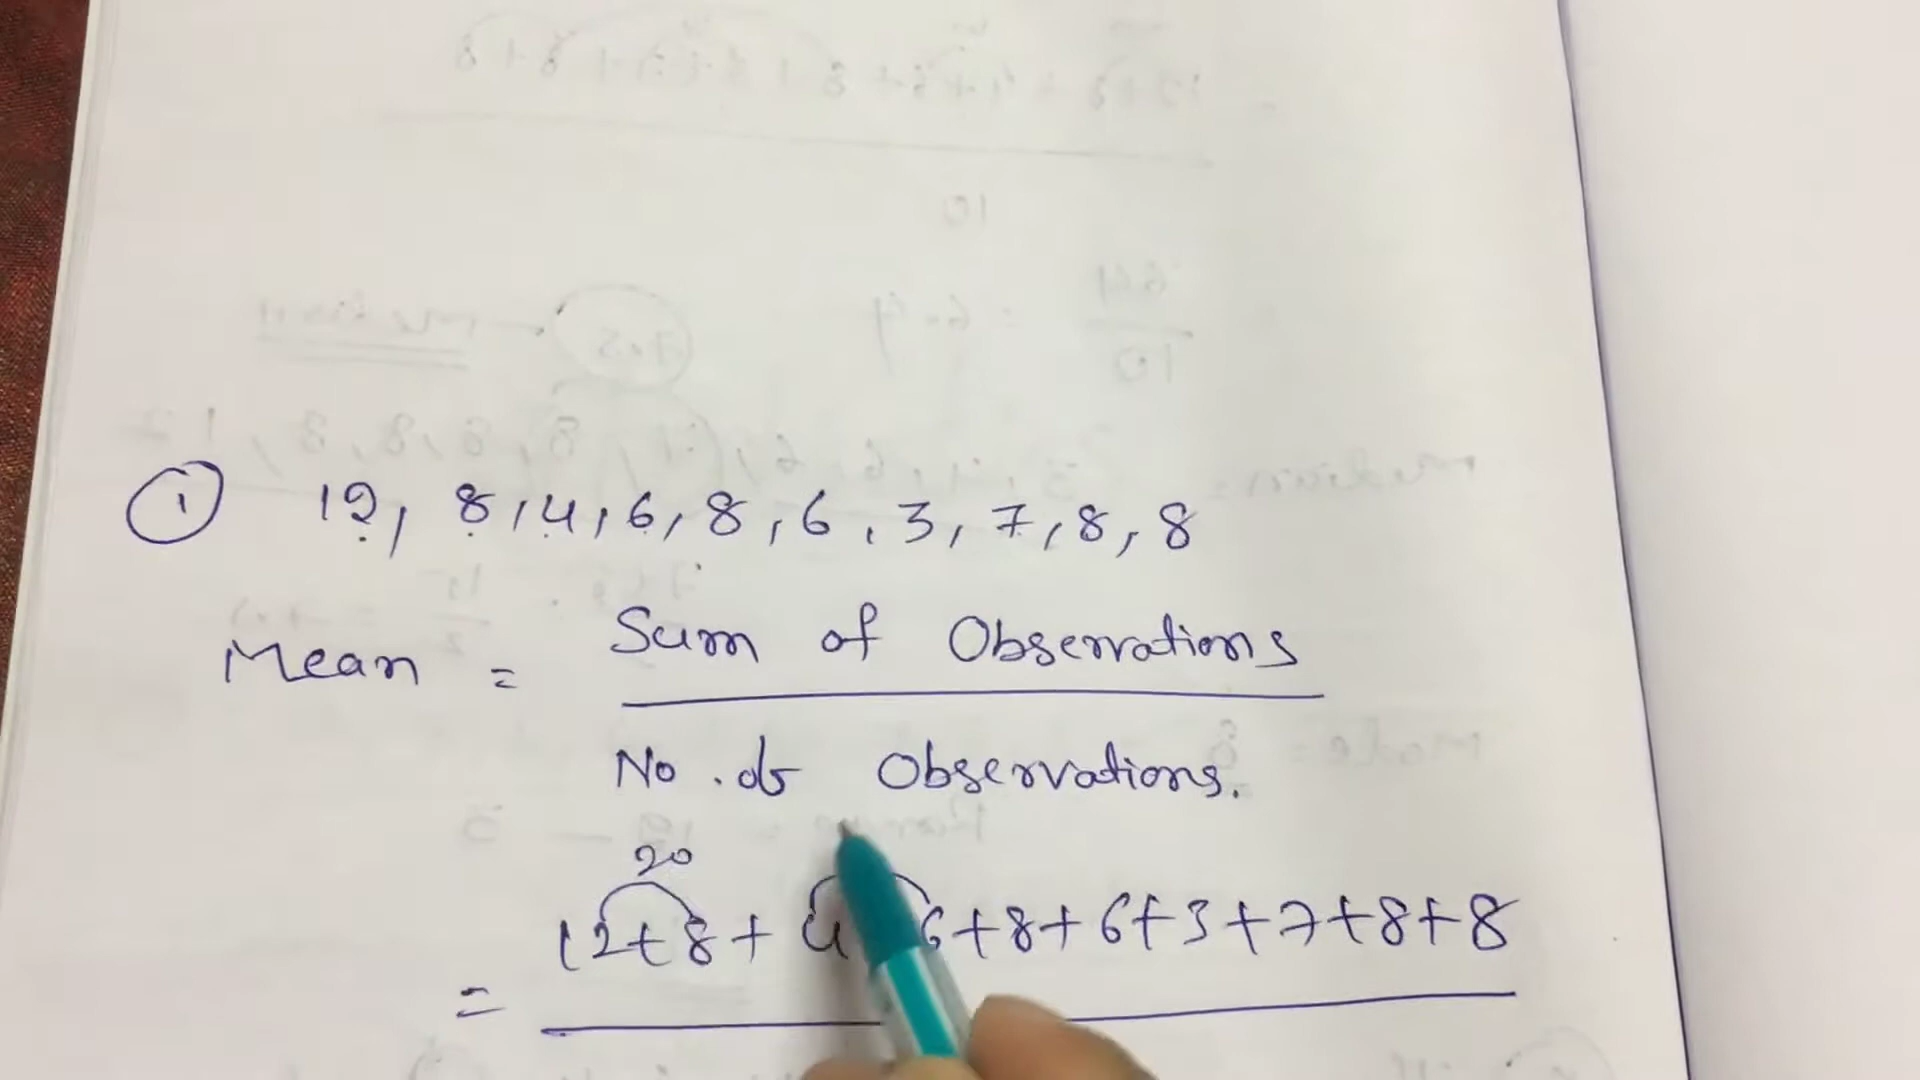 ① 12, 8, 4, 6, 8, 6, 3, 7, 8, 8
Mean = Sum of Observations
No. of Observations.
20
= 12+8+4 6+8+6+3+7+8+8